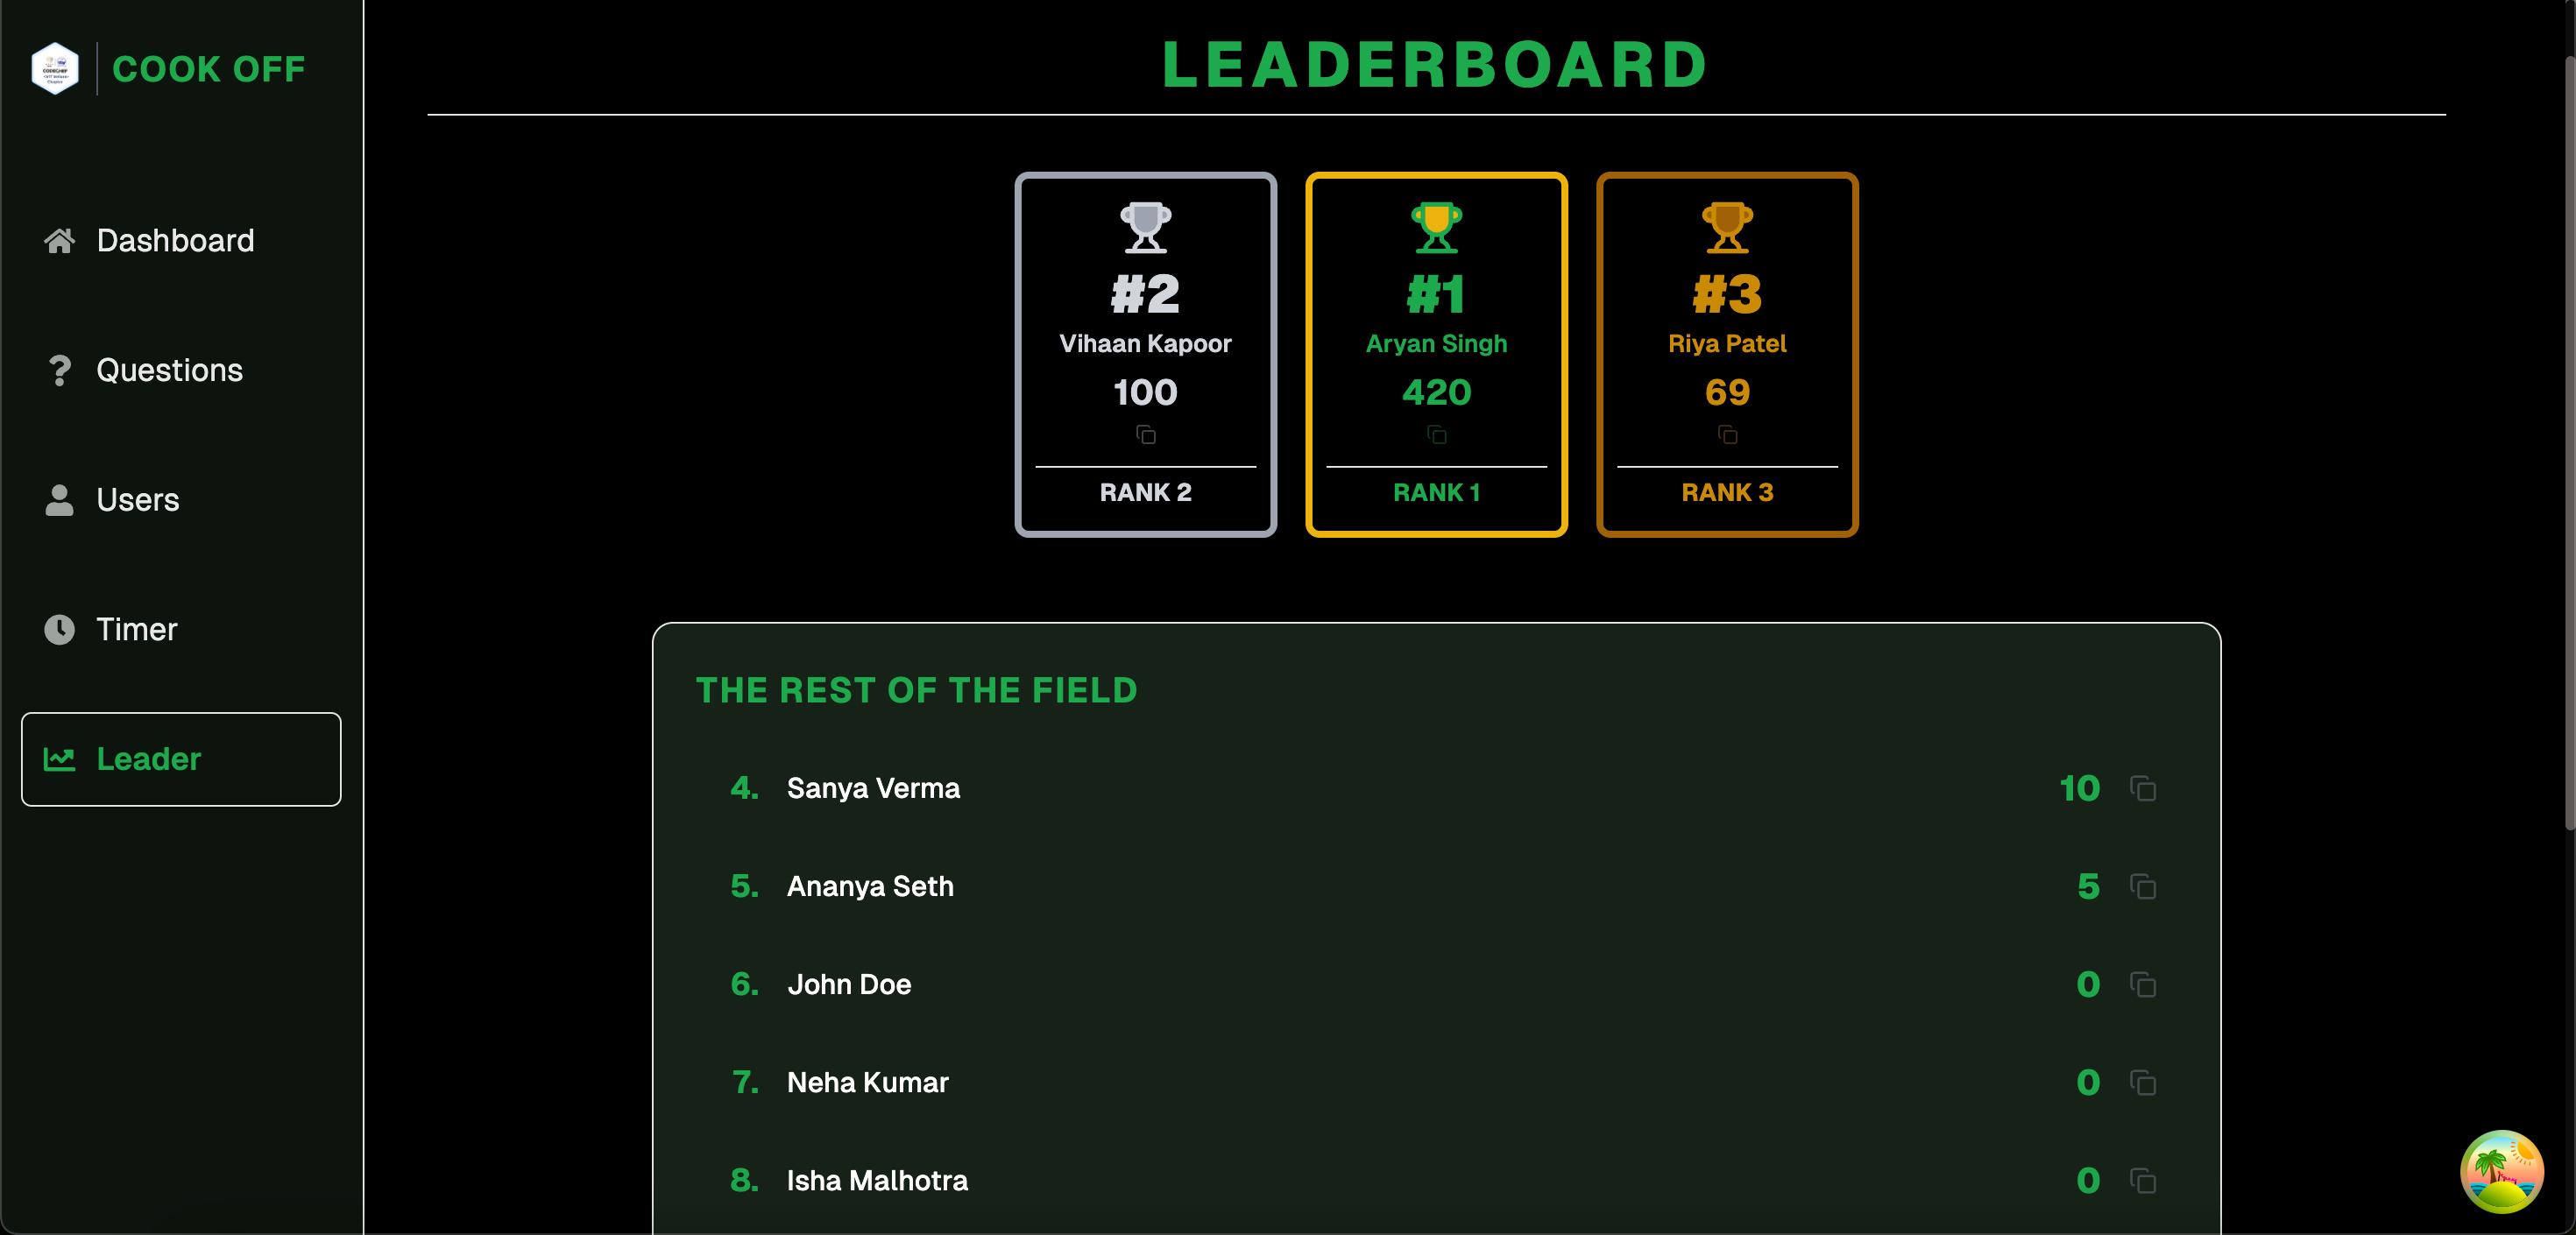 COOK OFF
Dashboard
Questions
Users
Timer
Leader
LEADERBOARD
#2
Vihaan Kapoor
100
RANK 2
#1
Aryan Singh
420
RANK 1
#3
Riya Patel
69
RANK 3
THE REST OF THE FIELD
4. Sanya Verma 10
5. Ananya Seth 5
6. John Doe 0
7. Neha Kumar 0
8. Isha Malhotra 0